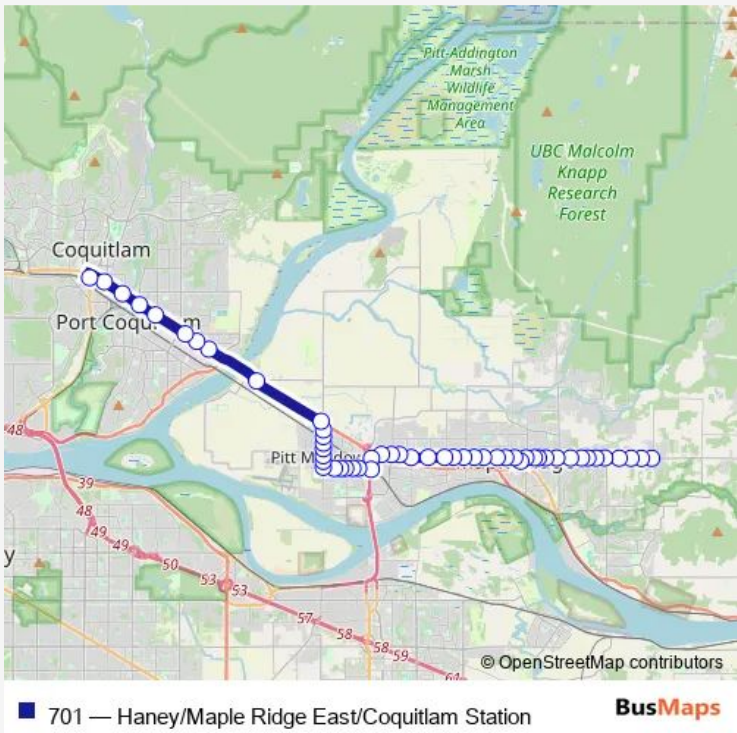 Pitt-Addington
Marsh
Wildlife
Management
Area
UBC Malcolm
Knapp
Research
Forest
Coquitlam
Port Coqu
m
48
Pitt M
dow
39
48
49
49
50
53
53
57
58
58
59
y
© OpenStreetMap contributors
701 — Haney/Maple Ridge East/Coquitlam Station
BusMaps